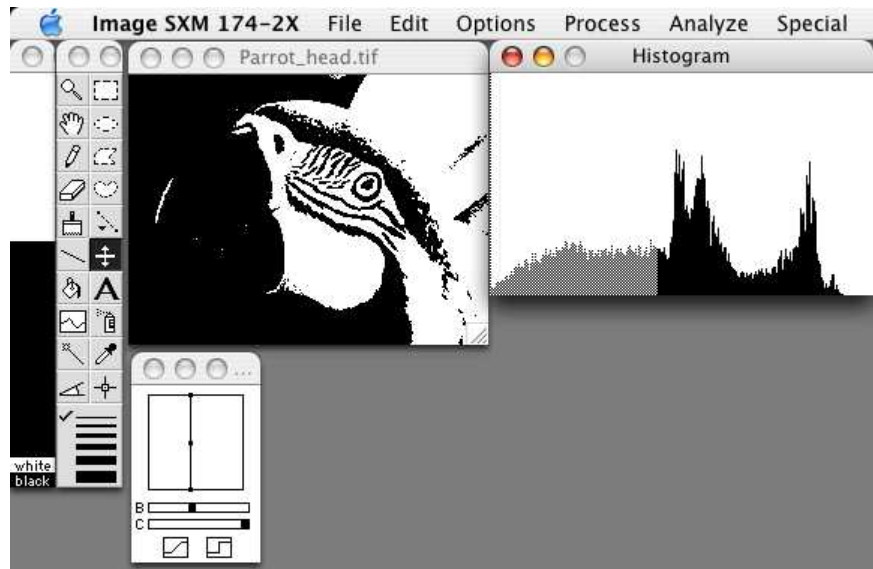 Image SXM 174-2X File Edit Options Process Analyze Special
Parrot_head.tif
Histogram
A
...
white
black
B
C